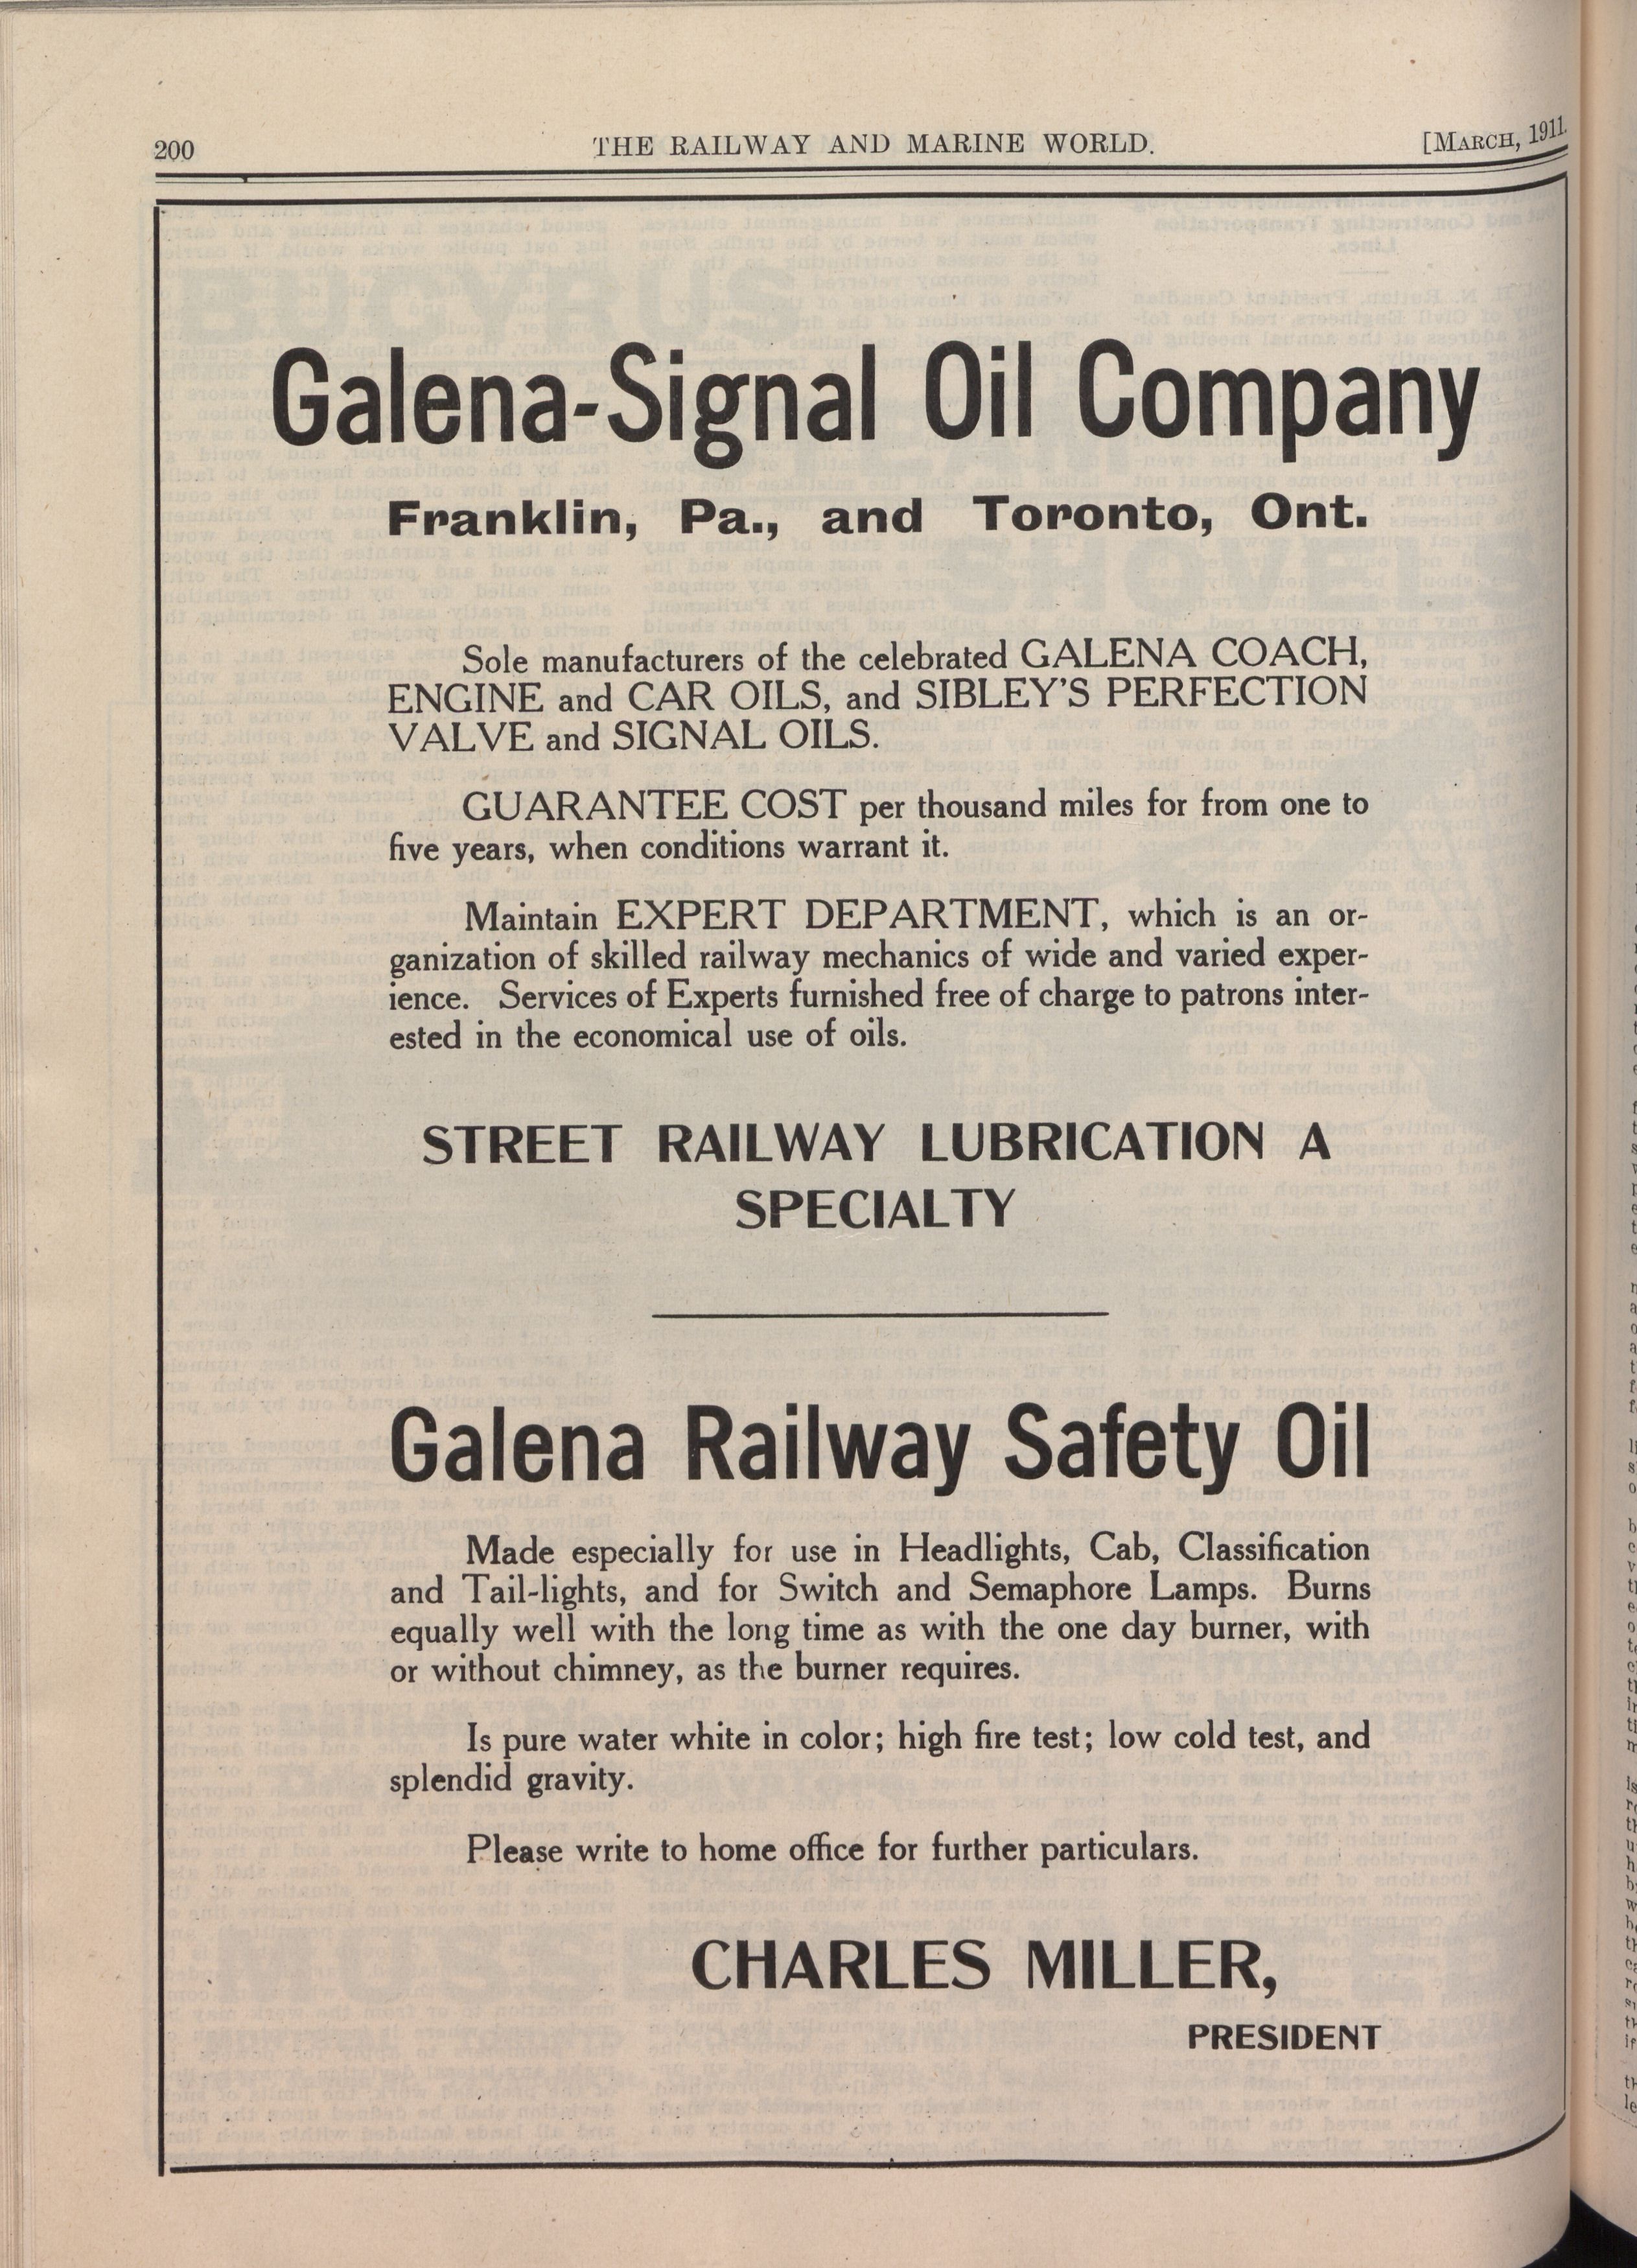 200
THE RAILWAY AND MARINE WORLD.
[MARCH, 1911.
Galena-Signal Oil Company
Franklin, Pa., and Toronto, Ont.
Sole manufacturers of the celebrated GALENA COACH,
ENGINE and CAR OILS, and SIBLEY'S PERFECTION
VALVE and SIGNAL OILS.
GUARANTEE COST per thousand miles for from one to
five years, when conditions warrant it.
Maintain EXPERT DEPARTMENT, which is an or-
ganization of skilled railway mechanics of wide and varied exper-
ience. Services of Experts furnished free of charge to patrons inter-
ested in the economical use of oils.
STREET RAILWAY LUBRICATION A
SPECIALTY
Galena Railway Safety Oil
Made especially for use in Headlights, Cab, Classification
and Tail-lights, and for Switch and Semaphore Lamps. Burns
equally well with the long time as with the one day burner, with
or without chimney, as the burner requires.
Is pure water white in color; high fire test; low cold test, and
splendid gravity.
Please write to home office for further particulars.
CHARLES MILLER,
PRESIDENT